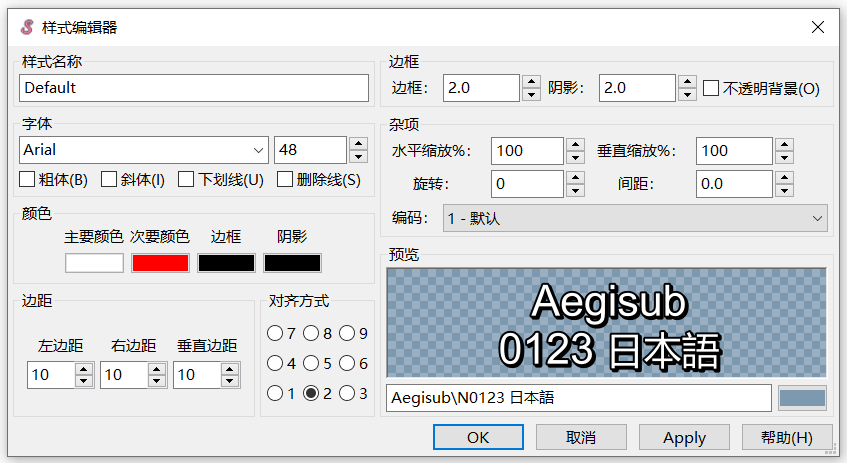 样式编辑器
样式名称
Default
字体
Arial
48
粗体(B) 斜体(I) 下划线(U) 删除线(S)
颜色
主要颜色 次要颜色 边框 阴影
边距
左边距 右边距 垂直边距
10 10 10
对齐方式
7 8 9
4 5 6
1 2 3
边框
边框： 2.0 阴影： 2.0 不透明背景(O)
杂项
水平缩放%： 100 垂直缩放%： 100
旋转： 0 间距： 0.0
编码： 1 - 默认
预览
Aegisub
0123 日本語
Aegisub\N0123 日本語
OK 取消 Apply 帮助(H)